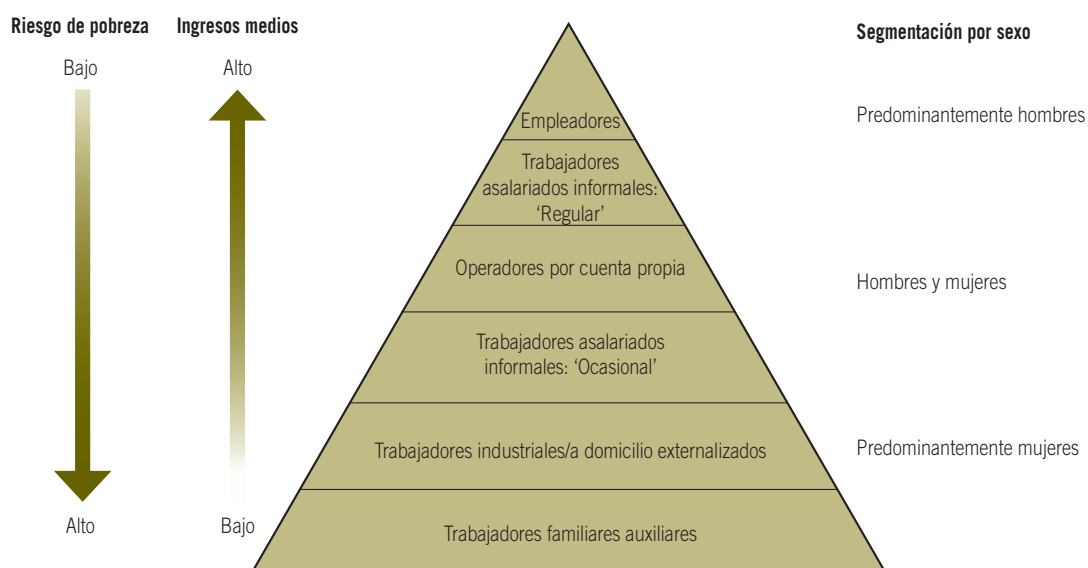 Riesgo de pobreza
Bajo
Alto
Ingresos medios
Alto
Bajo
Empleadores
Trabajadores
asalariados informales:
‘Regular’
Operadores por cuenta propia
Trabajadores asalariados
informales: ‘Ocasional’
Trabajadores industriales/a domicilio externalizados
Trabajadores familiares auxiliares
Segmentación por sexo
Predominantemente hombres
Hombres y mujeres
Predominantemente mujeres